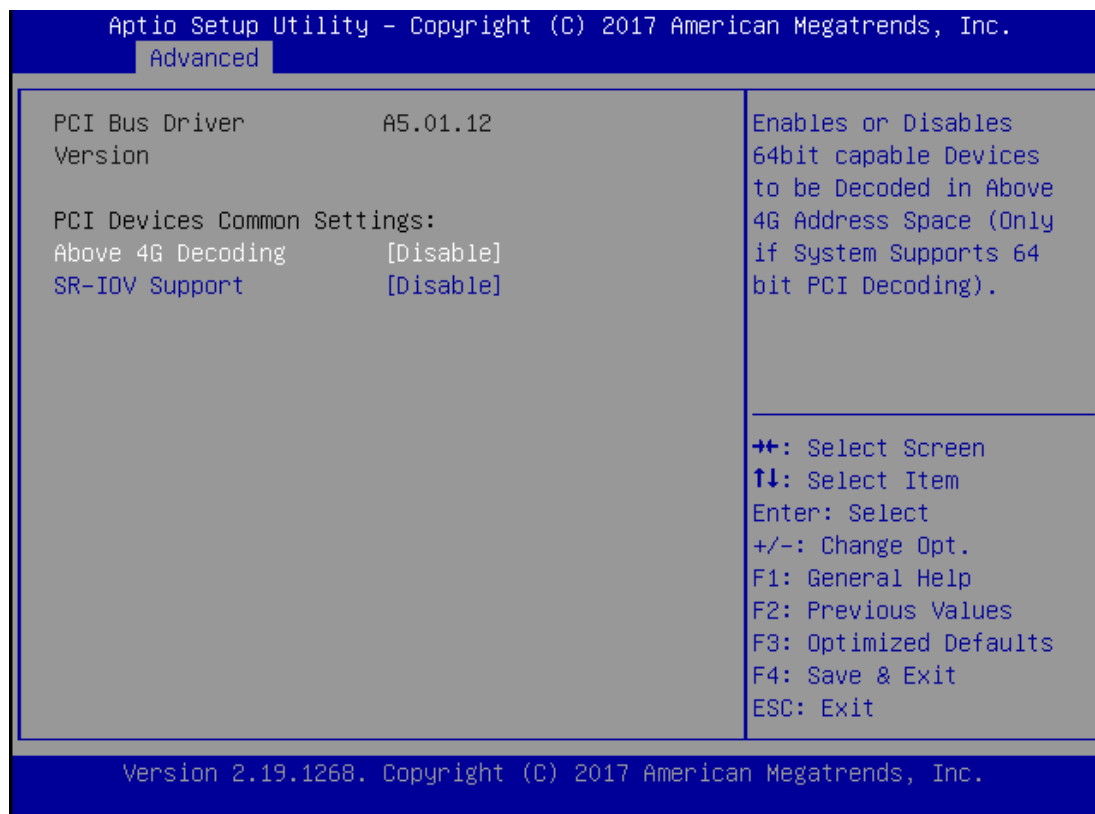 Aptio Setup Utility – Copyright (C) 2017 American Megatrends, Inc.
Advanced
PCI Bus Driver A5.01.12
Version
PCI Devices Common Settings:
Above 4G Decoding [Disable]
SR-IOV Support [Disable]
Enables or Disables
64bit capable Devices
to be Decoded in Above
4G Address Space (Only
if System Supports 64
bit PCI Decoding).
→←: Select Screen
↑↓: Select Item
Enter: Select
+/-: Change Opt.
F1: General Help
F2: Previous Values
F3: Optimized Defaults
F4: Save & Exit
ESC: Exit
Version 2.19.1268. Copyright (C) 2017 American Megatrends, Inc.